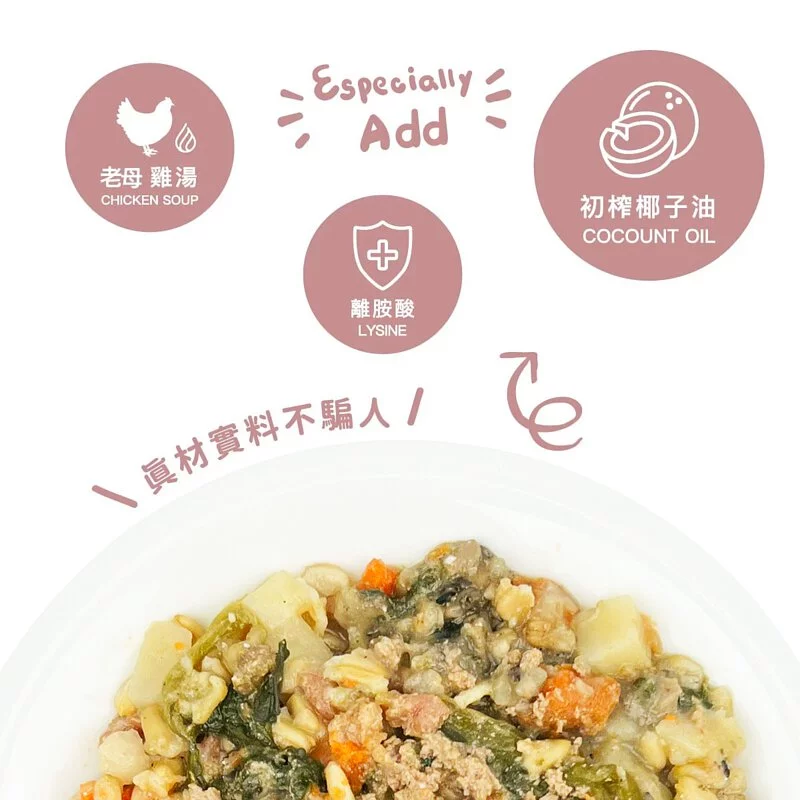 Especially
Add
老母 雞湯
CHICKEN SOUP
初榨椰子油
COCOUNT OIL
離胺酸
LYSINE
真材實料不騙人